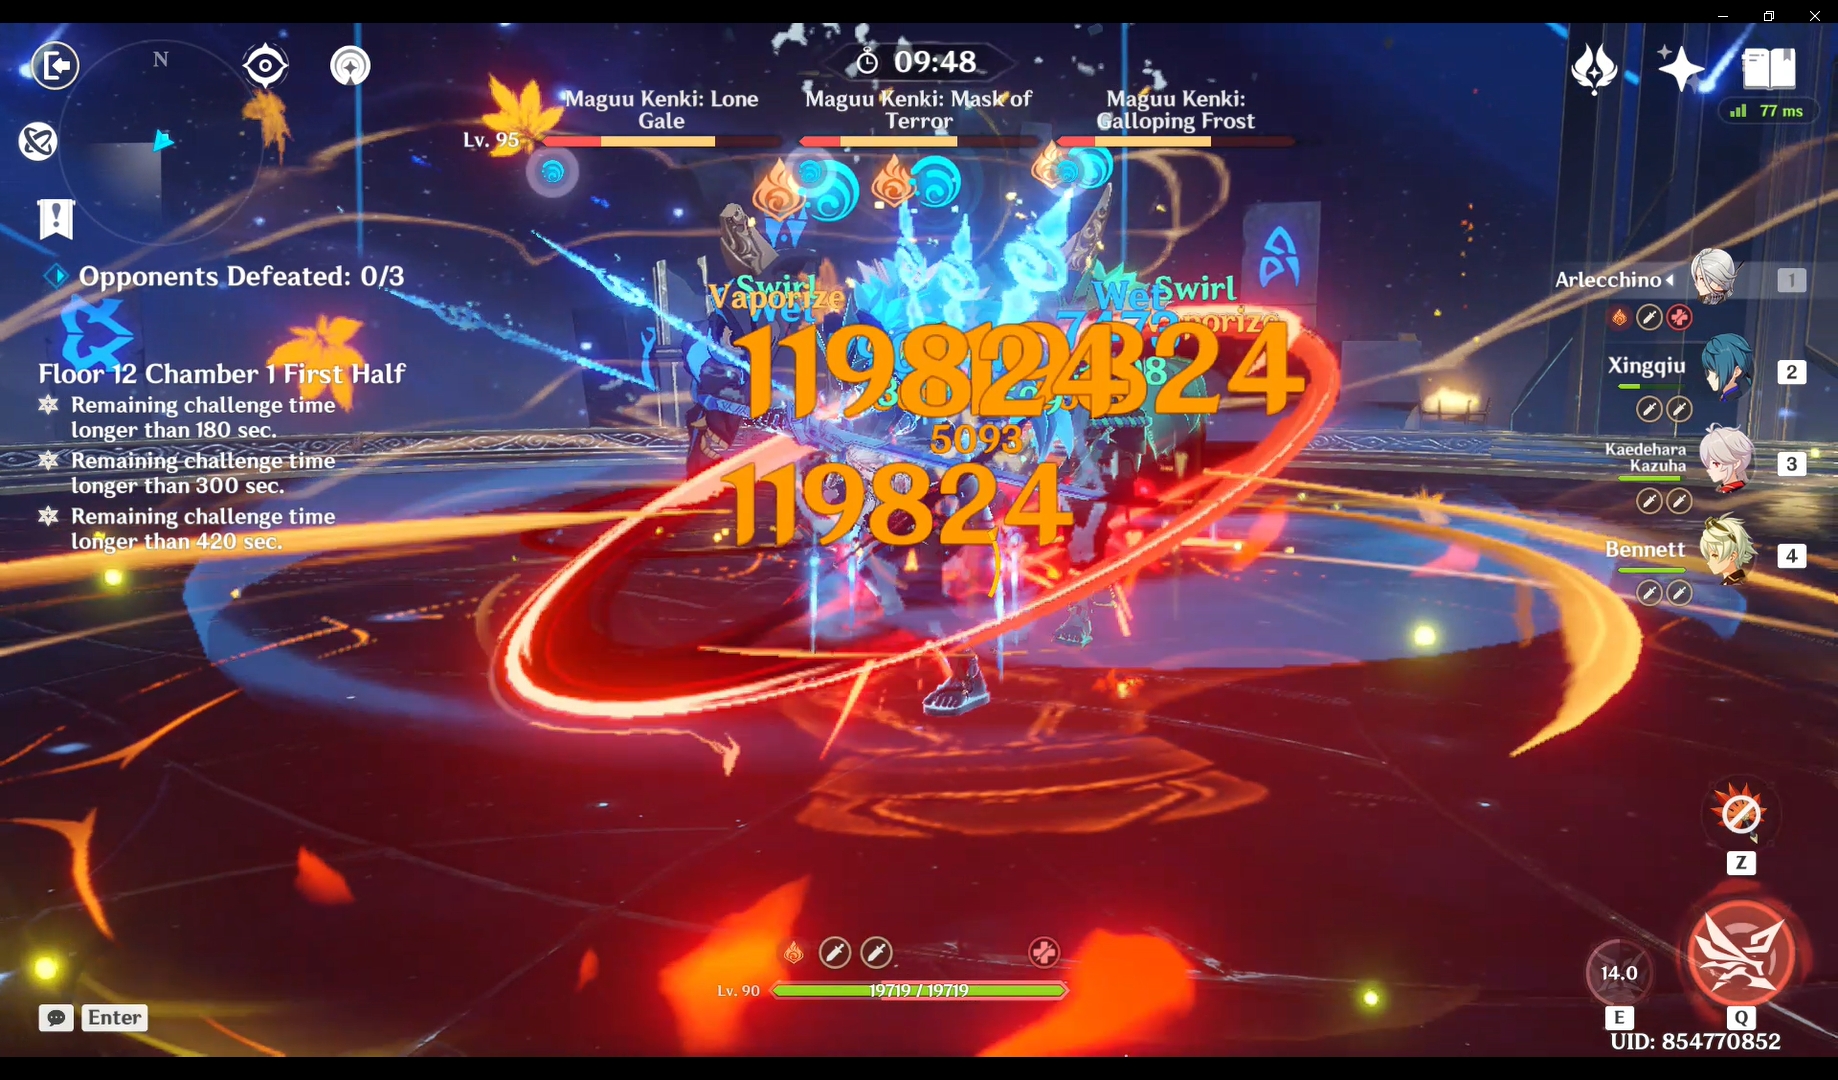 N
09:48
Maguu Kenki: Lone
Gale
Maguu Kenki: Mask of
Terror
Maguu Kenki:
Galloping Frost
Lv. 95
77 ms
Opponents Defeated: 0/3
Floor 12 Chamber 1 First Half
Remaining challenge time
longer than 180 sec.
Remaining challenge time
longer than 300 sec.
Remaining challenge time
longer than 420 sec.
Swirl
Vaporize
Wet
Wet
Swirl
Vaporize
119824
5093
119824
Arlecchino
1
Xingqiu
2
Kaedehara
Kazuha
3
Bennett
4
Z
14.0
E
Q
Lv. 90
19719 / 19719
Enter
UID: 854770852